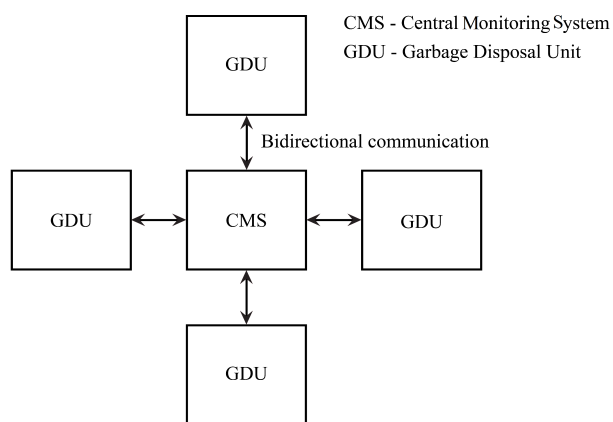 CMS - Central Monitoring System
GDU - Garbage Disposal Unit
GDU
Bidirectional communication
GDU
CMS
GDU
GDU